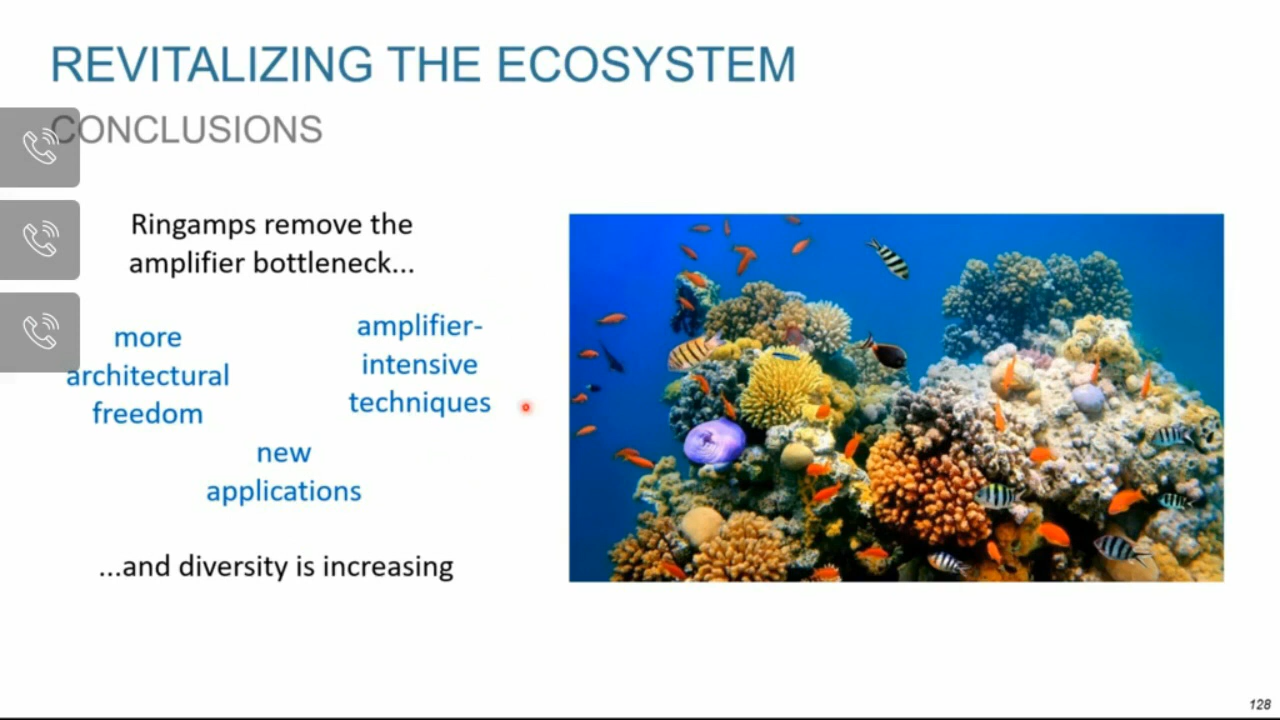 REVITALIZING THE ECOSYSTEM
CONCLUSIONS
Ringamps remove the
amplifier bottleneck...
more
architectural
freedom
amplifier-
intensive
techniques
new
applications
...and diversity is increasing
128